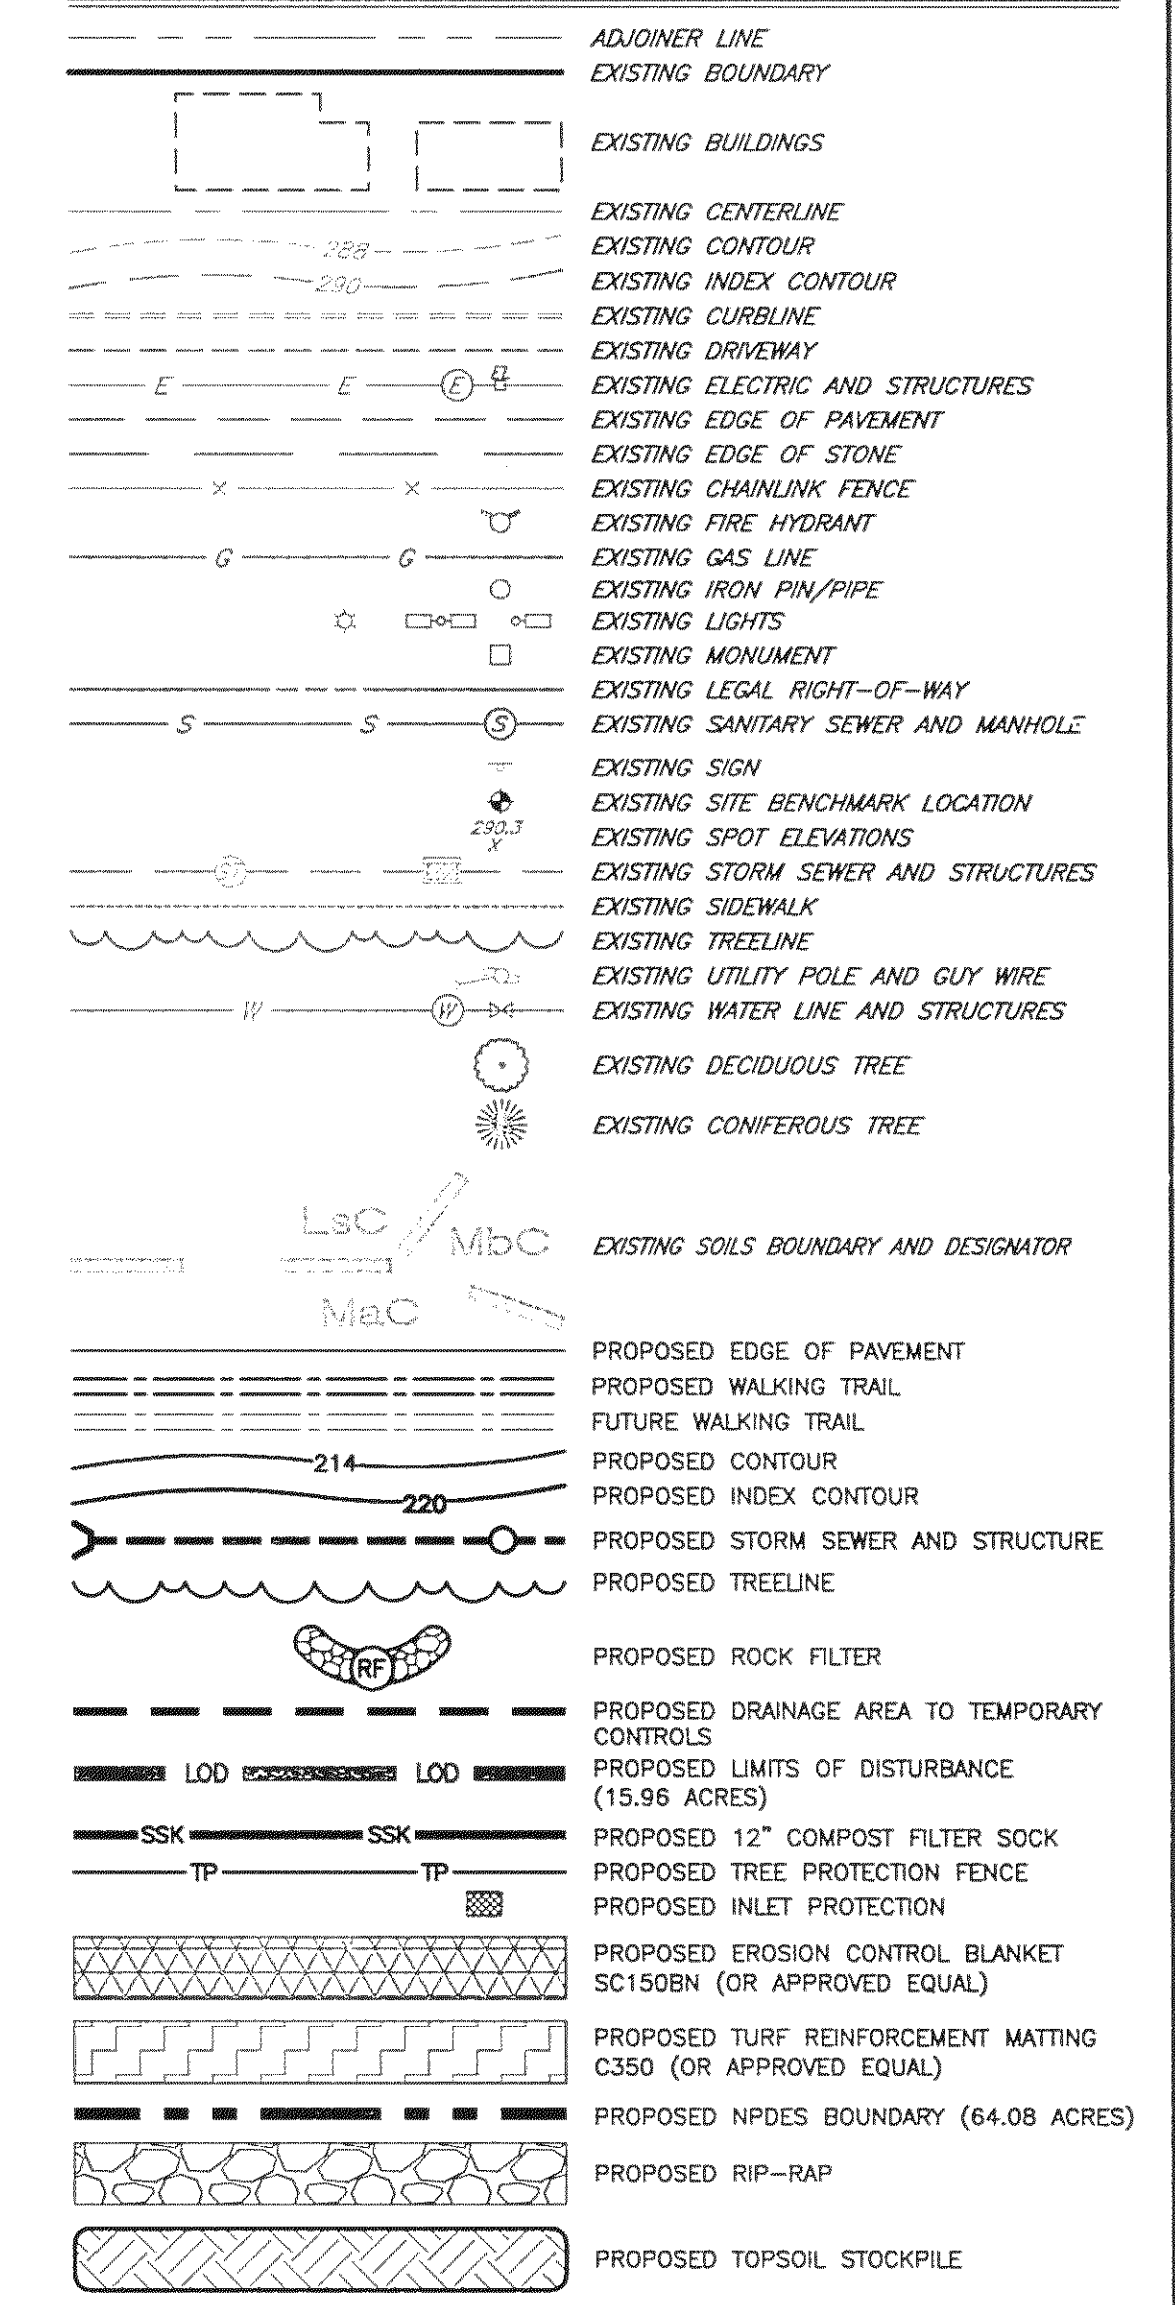 ADJOINER LINE
EXISTING BOUNDARY
EXISTING BUILDINGS
EXISTING CENTERLINE
288 EXISTING CONTOUR
290 EXISTING INDEX CONTOUR
EXISTING CURBLINE
EXISTING DRIVEWAY
E E E E EXISTING ELECTRIC AND STRUCTURES
EXISTING EDGE OF PAVEMENT
EXISTING EDGE OF STONE
X X EXISTING CHAINLINK FENCE
EXISTING FIRE HYDRANT
G G EXISTING GAS LINE
EXISTING IRON PIN/PIPE
EXISTING LIGHTS
EXISTING MONUMENT
EXISTING LEGAL RIGHT-OF-WAY
S S S EXISTING SANITARY SEWER AND MANHOLE
EXISTING SIGN
EXISTING SITE BENCHMARK LOCATION
290.3
X EXISTING SPOT ELEVATIONS
ST EXISTING STORM SEWER AND STRUCTURES
EXISTING SIDEWALK
EXISTING TREELINE
EXISTING UTILITY POLE AND GUY WIRE
W W EXISTING WATER LINE AND STRUCTURES
EXISTING DECIDUOUS TREE
EXISTING CONIFEROUS TREE
LsC
MbC EXISTING SOILS BOUNDARY AND DESIGNATOR
MaC
PROPOSED EDGE OF PAVEMENT
PROPOSED WALKING TRAIL
FUTURE WALKING TRAIL
214 PROPOSED CONTOUR
220 PROPOSED INDEX CONTOUR
PROPOSED STORM SEWER AND STRUCTURE
PROPOSED TREELINE
RF PROPOSED ROCK FILTER
PROPOSED DRAINAGE AREA TO TEMPORARY
CONTROLS
LOD LOD PROPOSED LIMITS OF DISTURBANCE
(15.96 ACRES)
SSK SSK PROPOSED 12" COMPOST FILTER SOCK
TP TP PROPOSED TREE PROTECTION FENCE
PROPOSED INLET PROTECTION
PROPOSED EROSION CONTROL BLANKET
SC150BN (OR APPROVED EQUAL)
PROPOSED TURF REINFORCEMENT MATTING
C350 (OR APPROVED EQUAL)
PROPOSED NPDES BOUNDARY (64.08 ACRES)
PROPOSED RIP-RAP
PROPOSED TOPSOIL STOCKPILE